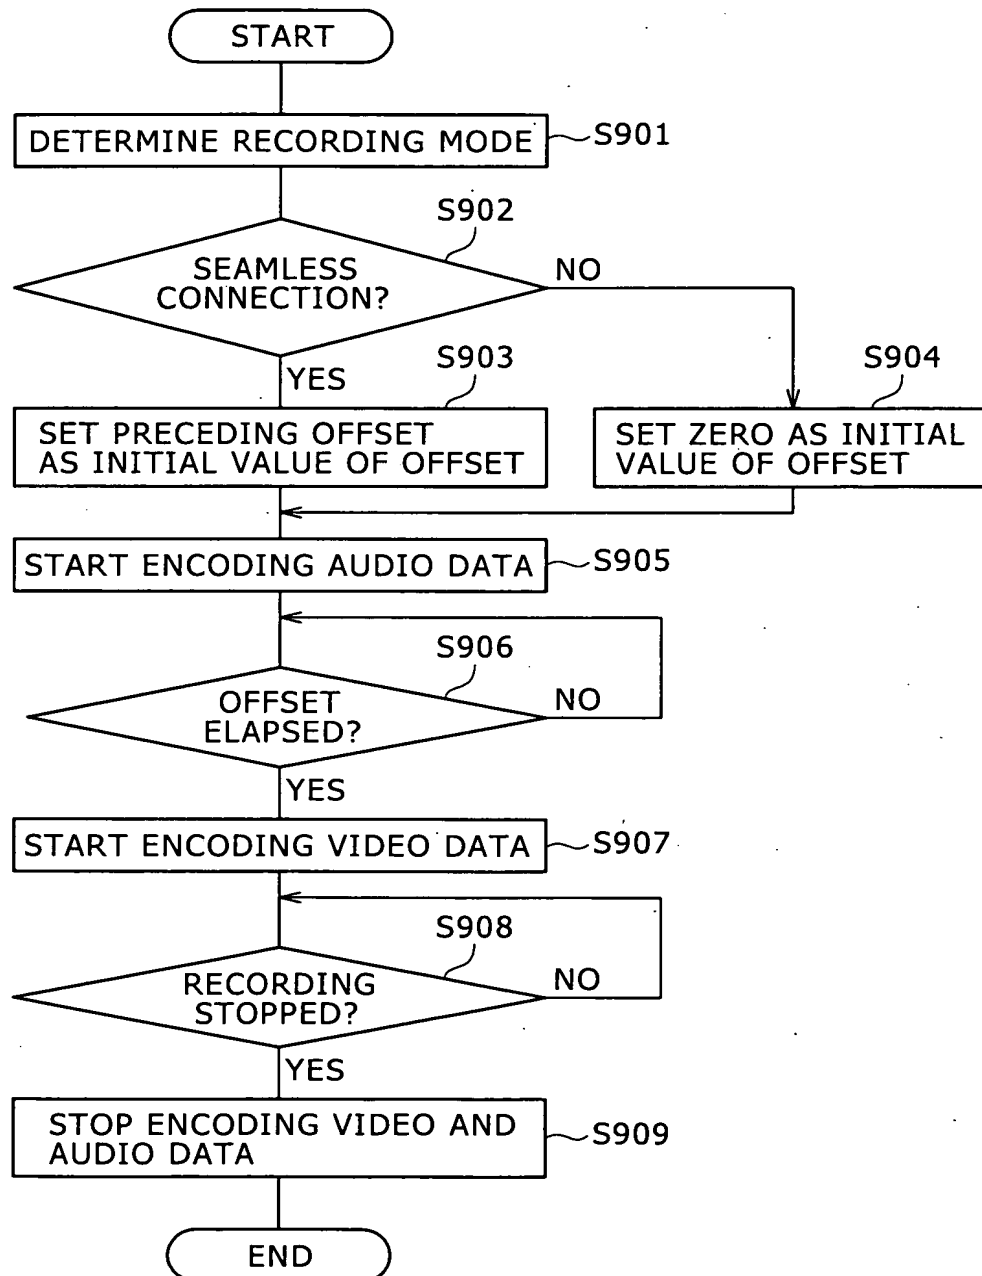 START
DETERMINE RECORDING MODE
S901
S902
SEAMLESS
CONNECTION?
NO
YES
S903
SET PRECEDING OFFSET
AS INITIAL VALUE OF OFFSET
S904
SET ZERO AS INITIAL
VALUE OF OFFSET
START ENCODING AUDIO DATA
S905
S906
OFFSET
ELAPSED?
NO
YES
START ENCODING VIDEO DATA
S907
S908
RECORDING
STOPPED?
NO
YES
STOP ENCODING VIDEO AND
AUDIO DATA
S909
END